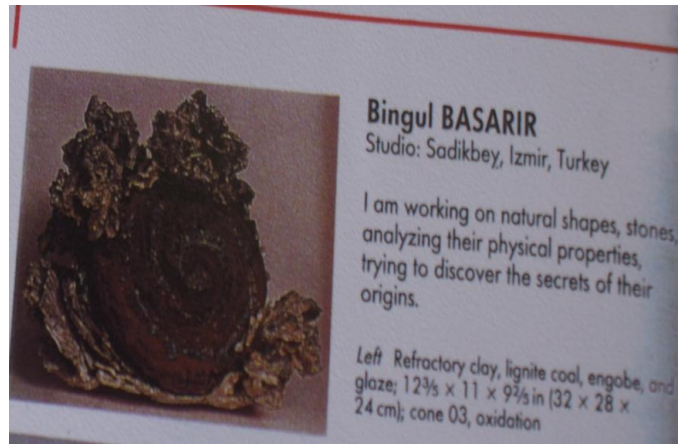 Bingul BASARIR
Studio: Sadikbey, Izmir, Turkey
I am working on natural shapes, stones,
analyzing their physical properties,
trying to discover the secrets of their
origins.
Left Refractory clay, lignite coal, engobe, and
glaze; 12⅗ × 11 × 9⅖ in (32 × 28 ×
24 cm); cone 03, oxidation